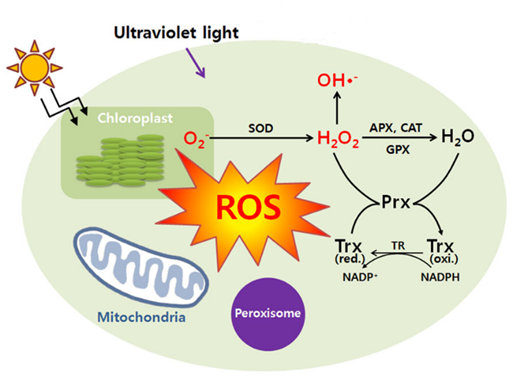 Ultraviolet light
OH•-
Chloroplast
O2-
SOD
H2O2
APX, CAT
GPX
H2O
ROS
Prx
Trx
(red.)
TR
Trx
(oxi.)
NADP+
NADPH
Mitochondria
Peroxisome